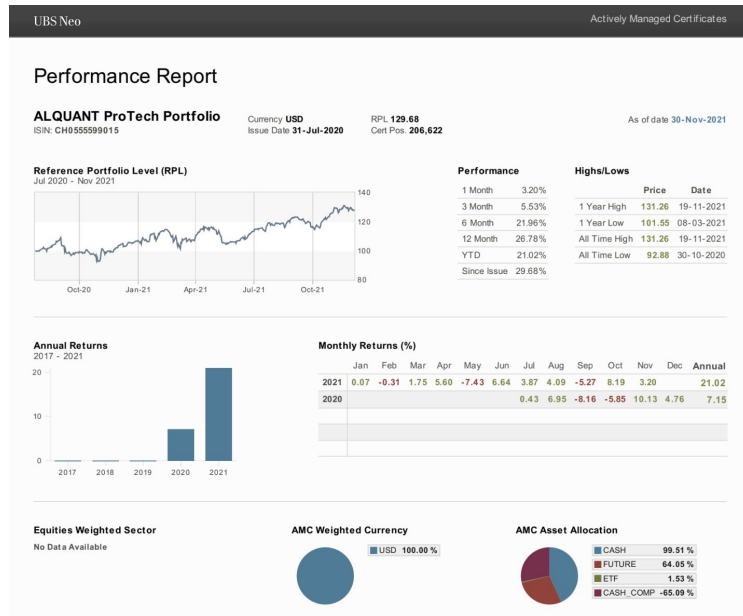 UBS Neo
Actively Managed Certificates
Performance Report
ALQUANT ProTech Portfolio
ISIN: CH0555599015
Currency USD
Issue Date 31-Jul-2020
RPL 129.68
Cert Pos. 206,622
As of date 30-Nov-2021
Reference Portfolio Level (RPL)
Jul 2020 - Nov 2021
140
120
100
80
Oct-20 Jan-21 Apr-21 Jul-21 Oct-21
Performance
1 Month 3.20%
3 Month 5.53%
6 Month 21.96%
12 Month 26.78%
YTD 21.02%
Since Issue 29.68%
Highs/Lows
Price Date
1 Year High 131.26 19-11-2021
1 Year Low 101.55 08-03-2021
All Time High 131.26 19-11-2021
All Time Low 92.88 30-10-2020
Annual Returns
2017 - 2021
20
10
0
2017 2018 2019 2020 2021
Monthly Returns (%)
Jan Feb Mar Apr May Jun Jul Aug Sep Oct Nov Dec Annual
2021 0.07 -0.31 1.75 5.60 -7.43 6.64 3.87 4.09 -5.27 8.19 3.20 21.02
2020 0.43 6.95 -8.16 -5.85 10.13 4.76 7.15
Equities Weighted Sector
No Data Available
AMC Weighted Currency
USD 100.00 %
AMC Asset Allocation
CASH 99.51 %
FUTURE 64.05 %
ETF 1.53 %
CASH_COMP -65.09 %